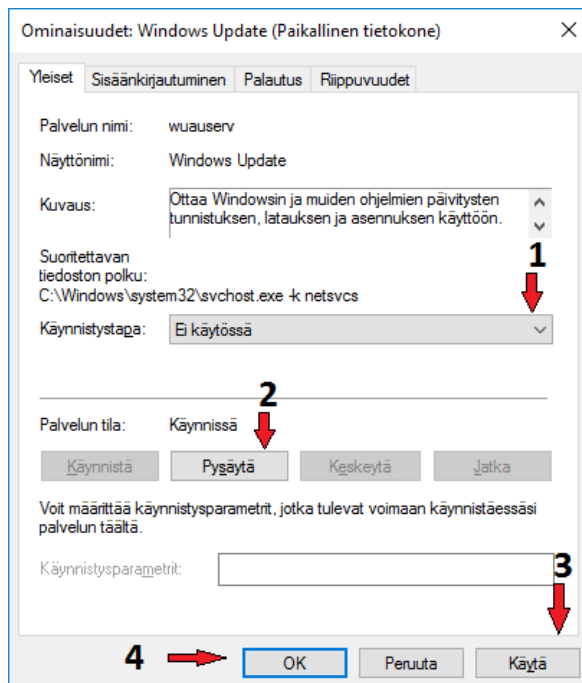 Ominaisuudet: Windows Update (Paikallinen tietokone)
Yleiset Sisäänkirjautuminen Palautus Riippuvuudet
Palvelun nimi: wuauserv
Näyttönimi: Windows Update
Kuvaus: Ottaa Windowsin ja muiden ohjelmien päivitysten
tunnistuksen, latauksen ja asennuksen käyttöön.
1
Suoritettavan
tiedoston polku:
C:\Windows\system32\svchost.exe -k netsvcs
Käynnistystapa: Ei käytössä
2
Palvelun tila: Käynnissä
Käynnistä Pysäytä Keskeytä Jatka
Voit määrittää käynnistysparametrit, jotka tulevat voimaan käynnistäessäsi
palvelun täältä.
3
Käynnistysparametrit:
4 OK Peruuta Käytä